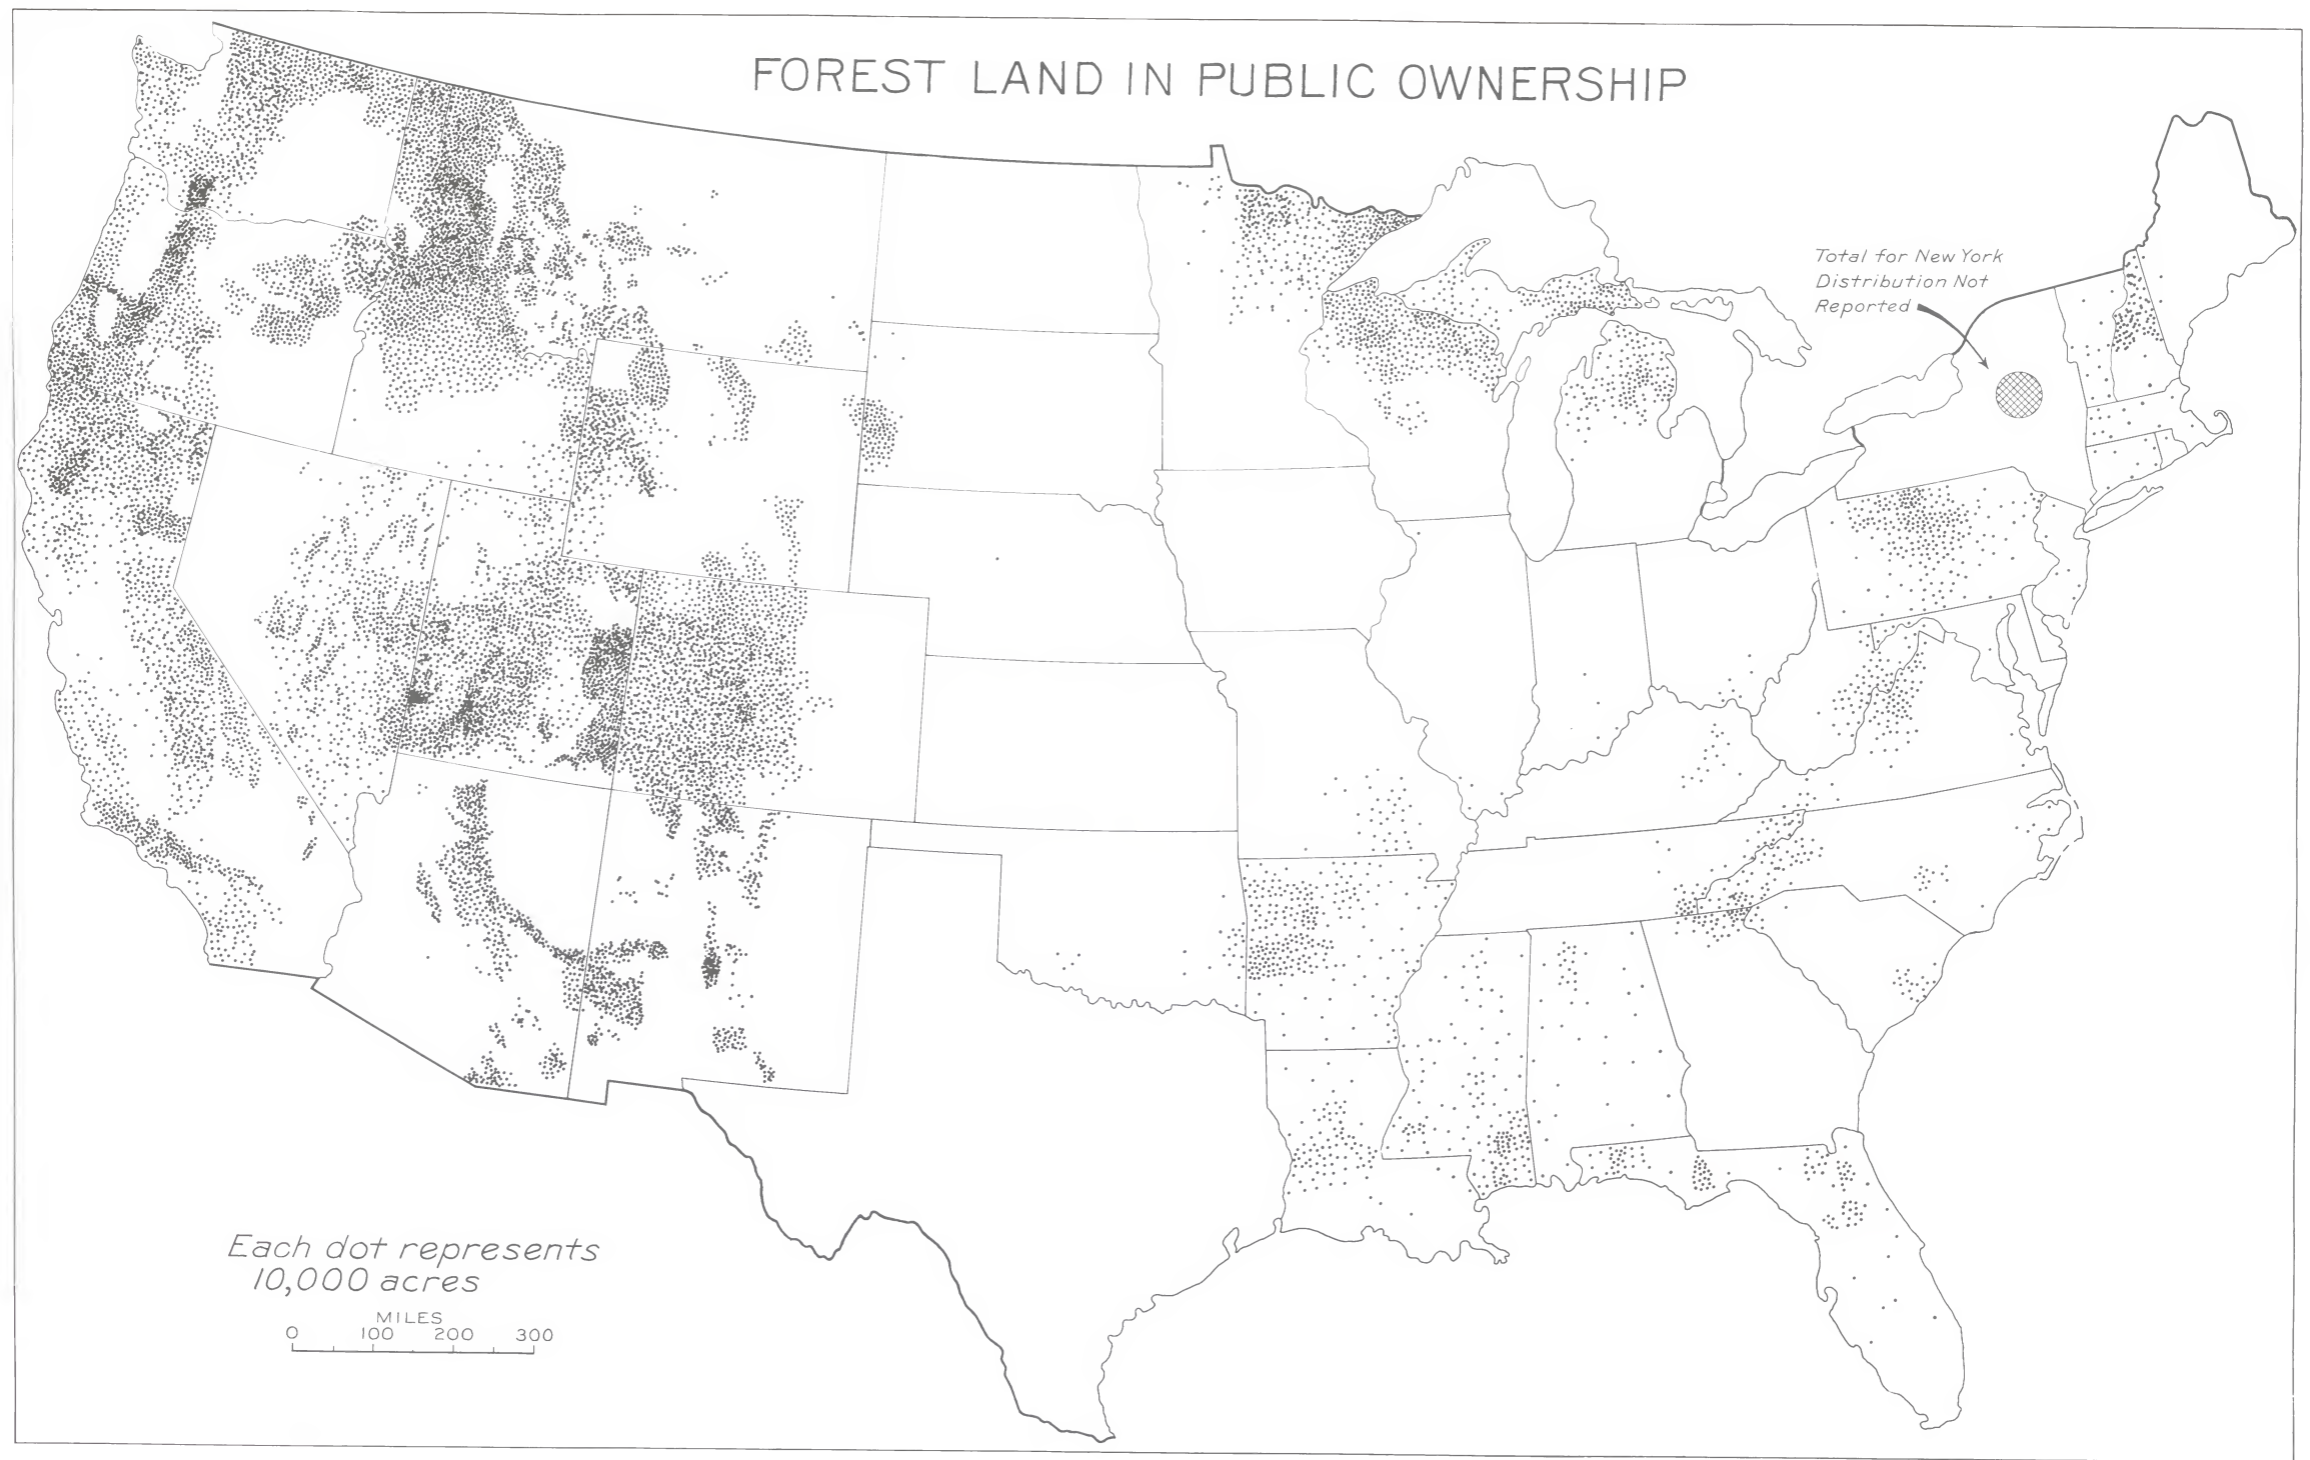 FOREST LAND IN PUBLIC OWNERSHIP
Total for New York
Distribution Not
Reported
Each dot represents
10,000 acres
MILES
0 100 200 300